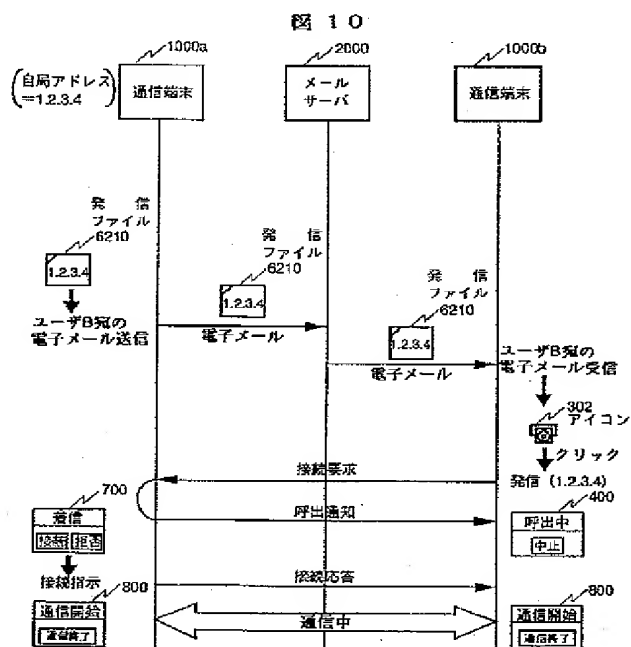 図 10
1000a
2000
1000b
自局アドレス
=1.2.3.4
通信端末
メール
サーバ
通信端末
発 信
ファイル
6210
1.2.3.4
ユーザB宛の
電子メール送信
発 信
ファイル
6210
1.2.3.4
電子メール
発 信
ファイル
6210
1.2.3.4
電子メール
ユーザB宛の
電子メール受信
302
アイコン
クリック
発信 (1.2.3.4)
接続要求
呼出通知
700
着信
接続
拒否
接続指示
400
呼出中
中止
接続応答
800
通信開始
通信終了
通信中
800
通信開始
通信終了